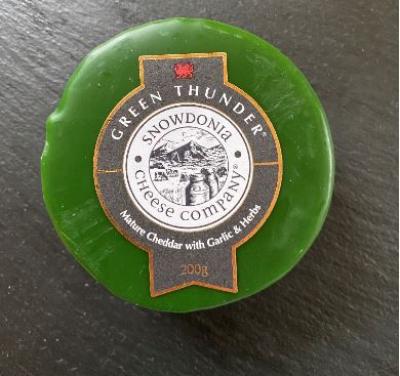 GREEN THUNDER®
SNOWDONIA
CHEESE COMPANY®
Mature Cheddar with Garlic & Herbs
200g